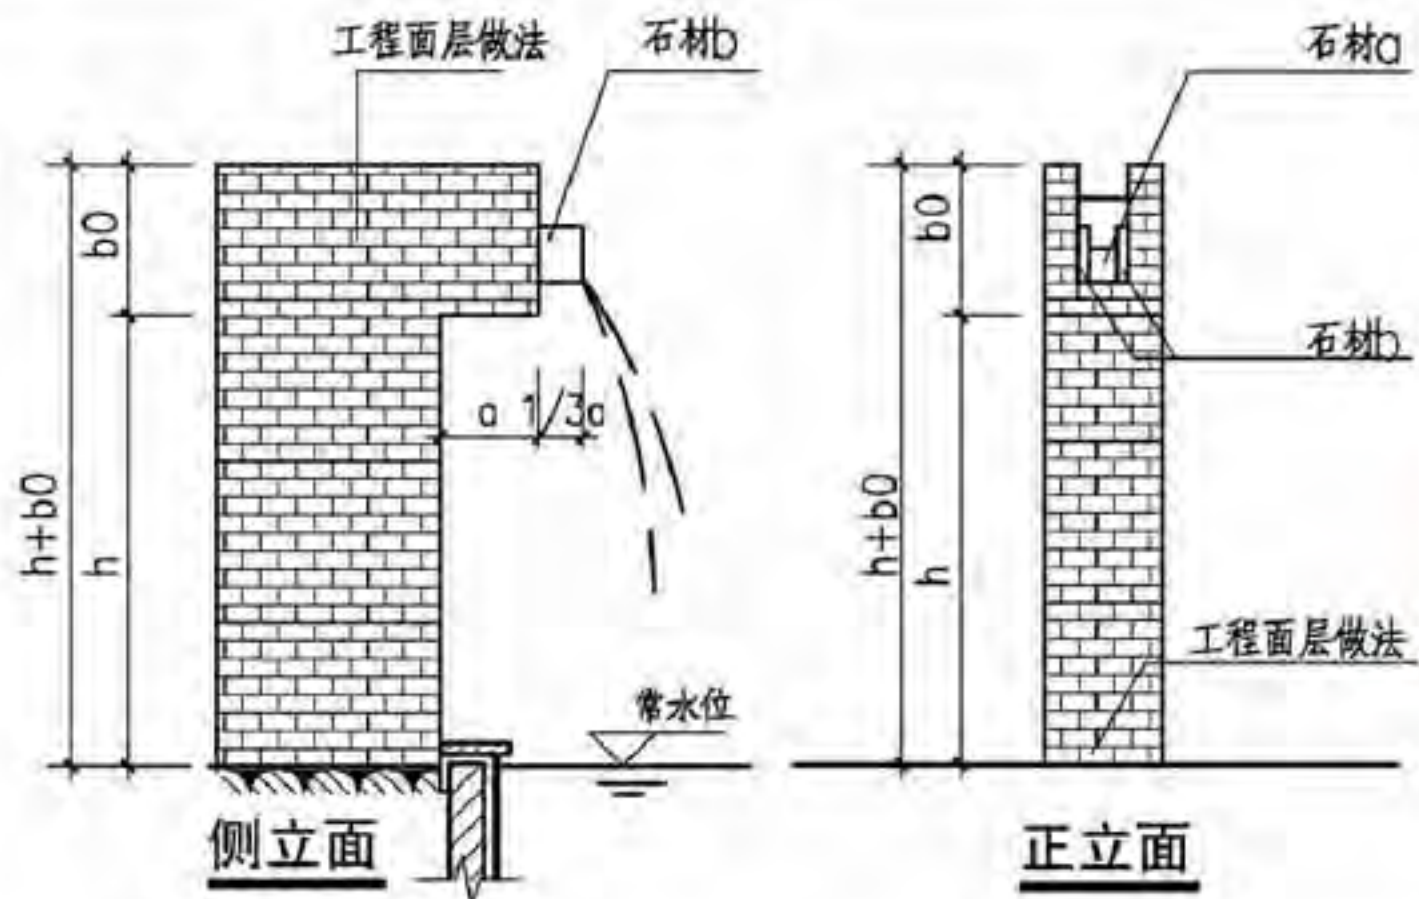 工程面层做法
石材b
石材a
b0
b0
石材b
a
1/3a
h+b0
h
h+b0
h
工程面层做法
常水位
侧立面
正立面